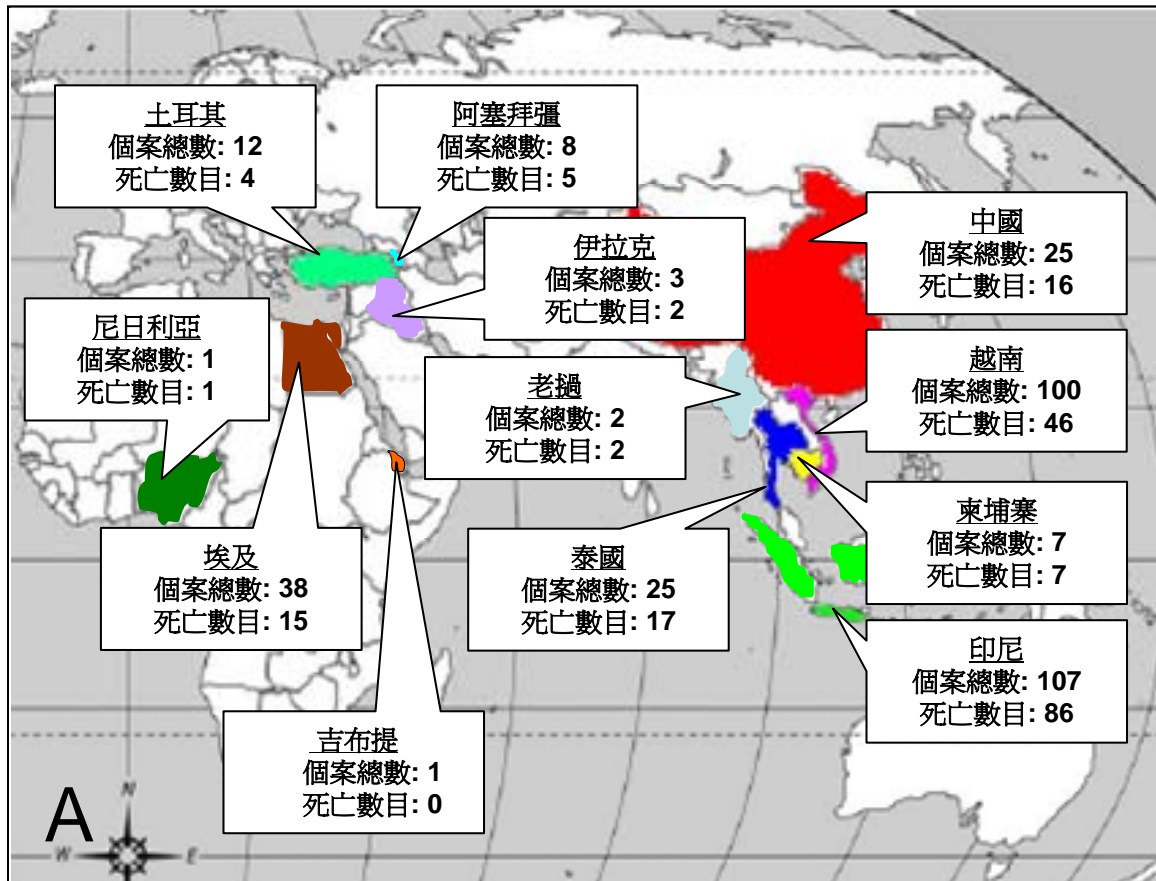 土耳其
個案總數: 12
死亡數目: 4
阿塞拜彊
個案總數: 8
死亡數目: 5
伊拉克
個案總數: 3
死亡數目: 2
中國
個案總數: 25
死亡數目: 16
尼日利亞
個案總數: 1
死亡數目: 1
老撾
個案總數: 2
死亡數目: 2
越南
個案總數: 100
死亡數目: 46
埃及
個案總數: 38
死亡數目: 15
泰國
個案總數: 25
死亡數目: 17
柬埔寨
個案總數: 7
死亡數目: 7
印尼
個案總數: 107
死亡數目: 86
吉布提
個案總數: 1
死亡數目: 0
A
N
W
E